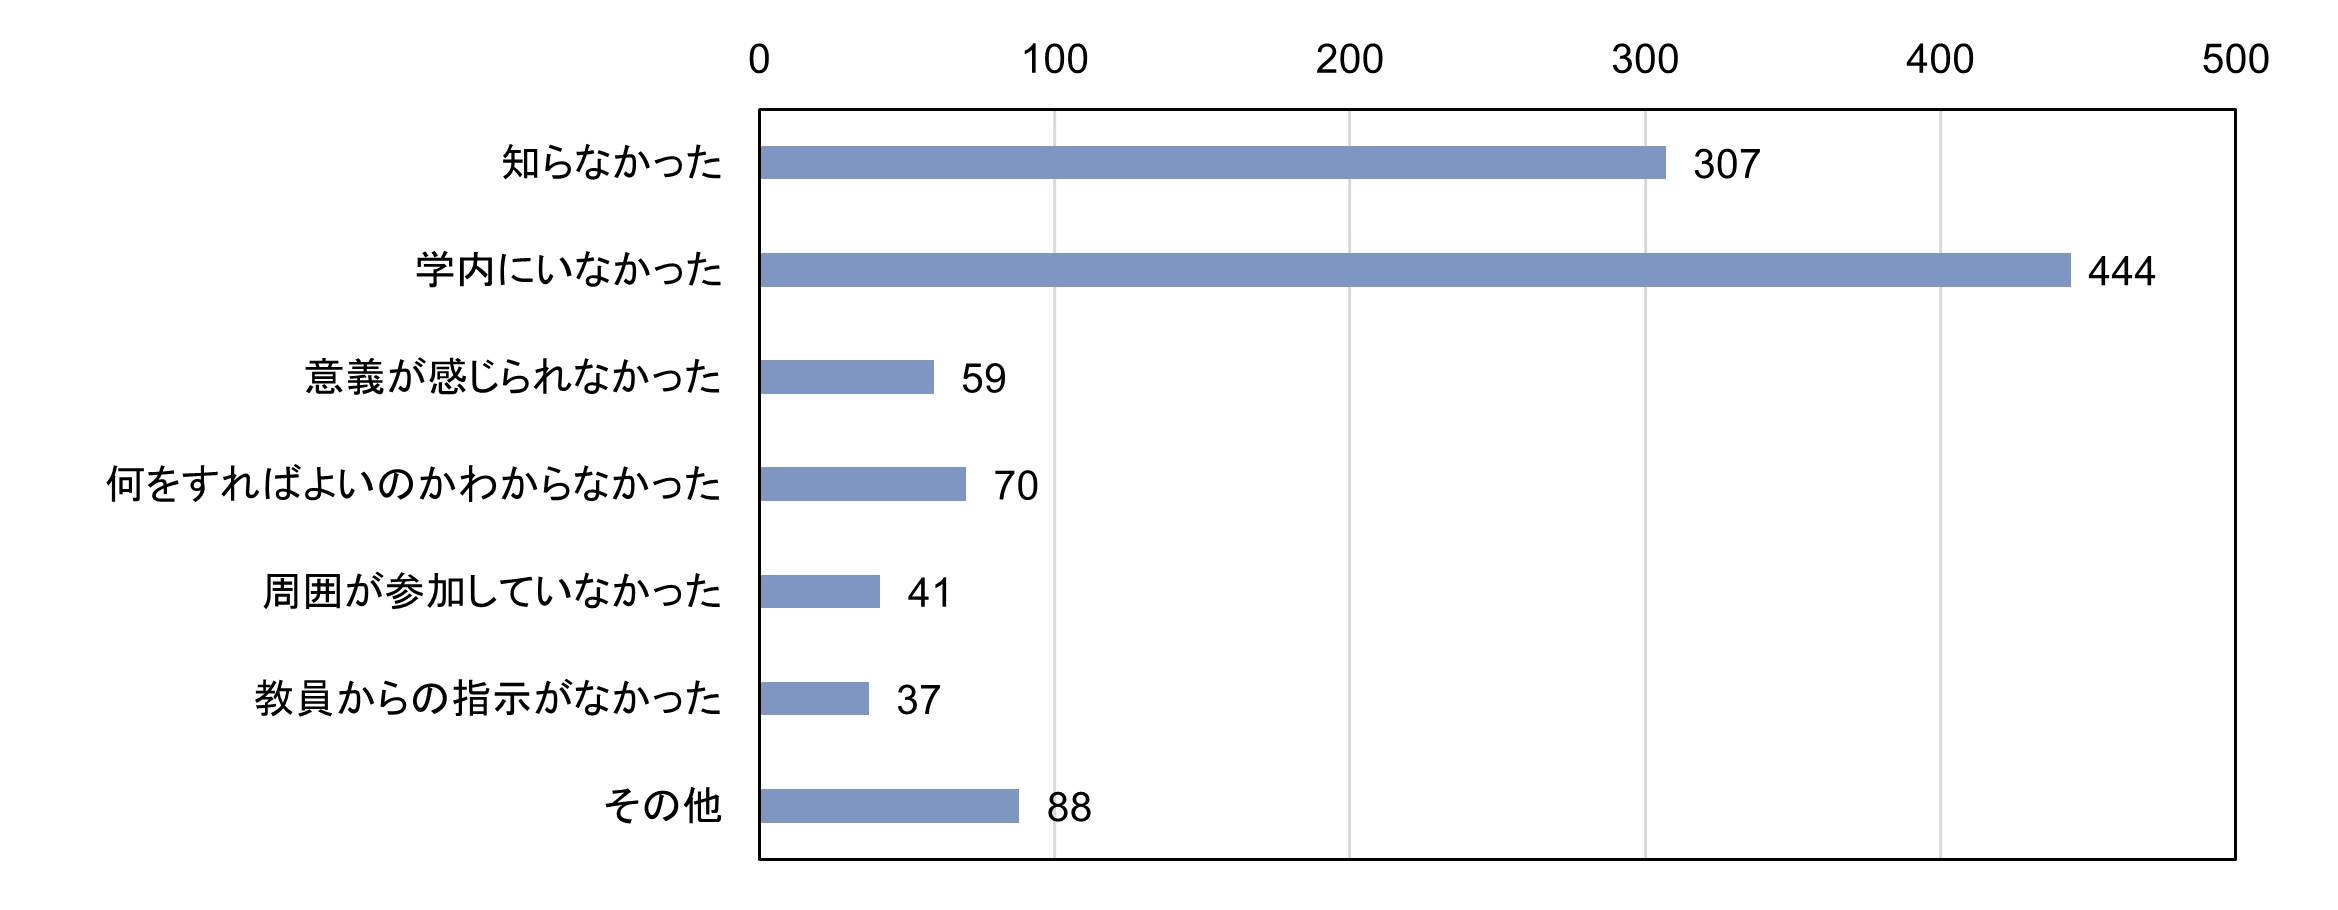 0 100 200 300 400 500
知らなかった 307
学内にいなかった 444
意義が感じられなかった 59
何をすればよいのかわからなかった 70
周囲が参加していなかった 41
教員からの指示がなかった 37
その他 88